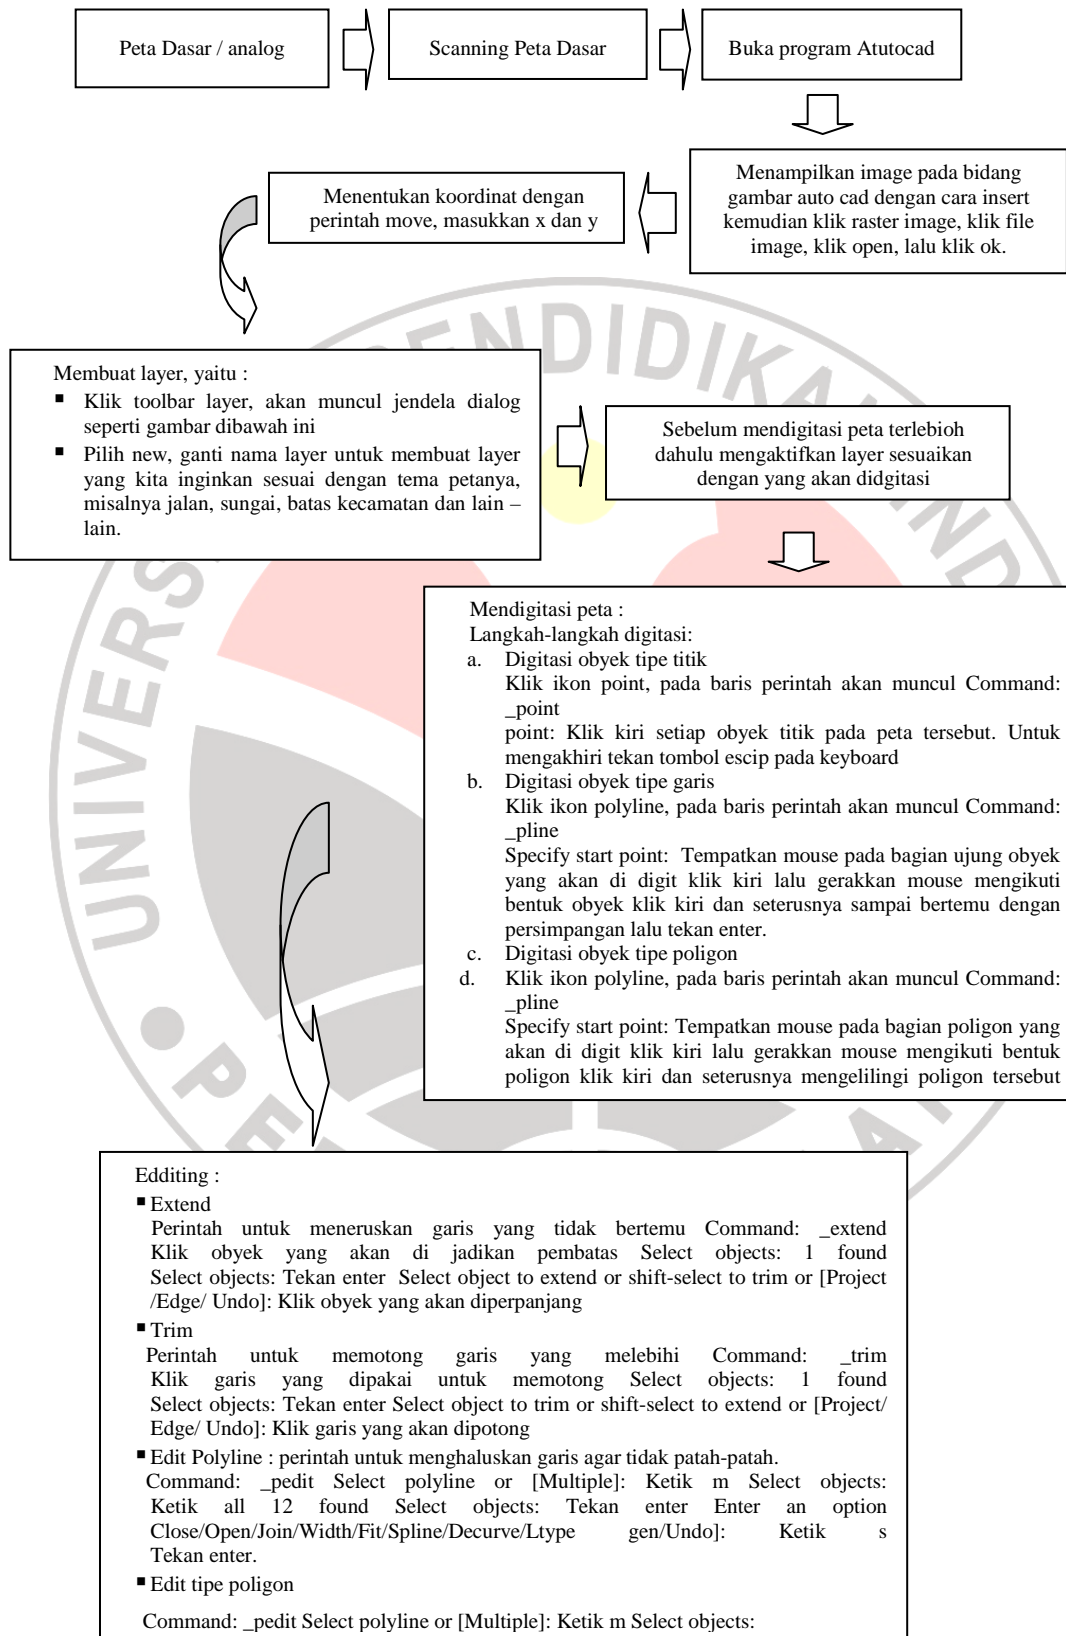 Peta Dasar / analog
Scanning Peta Dasar
Buka program Atutocad
Menampilkan image pada bidang
gambar auto cad dengan cara insert
kemudian klik raster image, klik file
image, klik open, lalu klik ok.
Menentukan koordinat dengan
perintah move, masukkan x dan y
Membuat layer, yaitu :
▪ Klik toolbar layer, akan muncul jendela dialog
seperti gambar dibawah ini
▪ Pilih new, ganti nama layer untuk membuat layer
yang kita inginkan sesuai dengan tema petanya,
misalnya jalan, sungai, batas kecamatan dan lain –
lain.
Sebelum mendigitasi peta terlebioh
dahulu mengaktifkan layer sesuaikan
dengan yang akan didgitasi
Mendigitasi peta :
Langkah-langkah digitasi:
a. Digitasi obyek tipe titik
Klik ikon point, pada baris perintah akan muncul Command:
_point
point: Klik kiri setiap obyek titik pada peta tersebut. Untuk
mengakhiri tekan tombol escip pada keyboard
b. Digitasi obyek tipe garis
Klik ikon polyline, pada baris perintah akan muncul Command:
_pline
Specify start point: Tempatkan mouse pada bagian ujung obyek
yang akan di digit klik kiri lalu gerakkan mouse mengikuti
bentuk obyek klik kiri dan seterusnya sampai bertemu dengan
persimpangan lalu tekan enter.
c. Digitasi obyek tipe poligon
d. Klik ikon polyline, pada baris perintah akan muncul Command:
_pline
Specify start point: Tempatkan mouse pada bagian poligon yang
akan di digit klik kiri lalu gerakkan mouse mengikuti bentuk
poligon klik kiri dan seterusnya mengelilingi poligon tersebut
Edditing :
▪ Extend
Perintah untuk meneruskan garis yang tidak bertemu Command: _extend
Klik obyek yang akan di jadikan pembatas Select objects: 1 found
Select objects: Tekan enter Select object to extend or shift-select to trim or [Project
/Edge/ Undo]: Klik obyek yang akan diperpanjang
▪ Trim
Perintah untuk memotong garis yang melebihi Command: _trim
Klik garis yang dipakai untuk memotong Select objects: 1 found
Select objects: Tekan enter Select object to trim or shift-select to extend or [Project/
Edge/ Undo]: Klik garis yang akan dipotong
▪ Edit Polyline : perintah untuk menghaluskan garis agar tidak patah-patah.
Command: _pedit Select polyline or [Multiple]: Ketik m Select objects:
Ketik all 12 found Select objects: Tekan enter Enter an option
Close/Open/Join/Width/Fit/Spline/Decurve/Ltype gen/Undo]: Ketik s
Tekan enter.
▪ Edit tipe poligon
Command: _pedit Select polyline or [Multiple]: Ketik m Select objects: